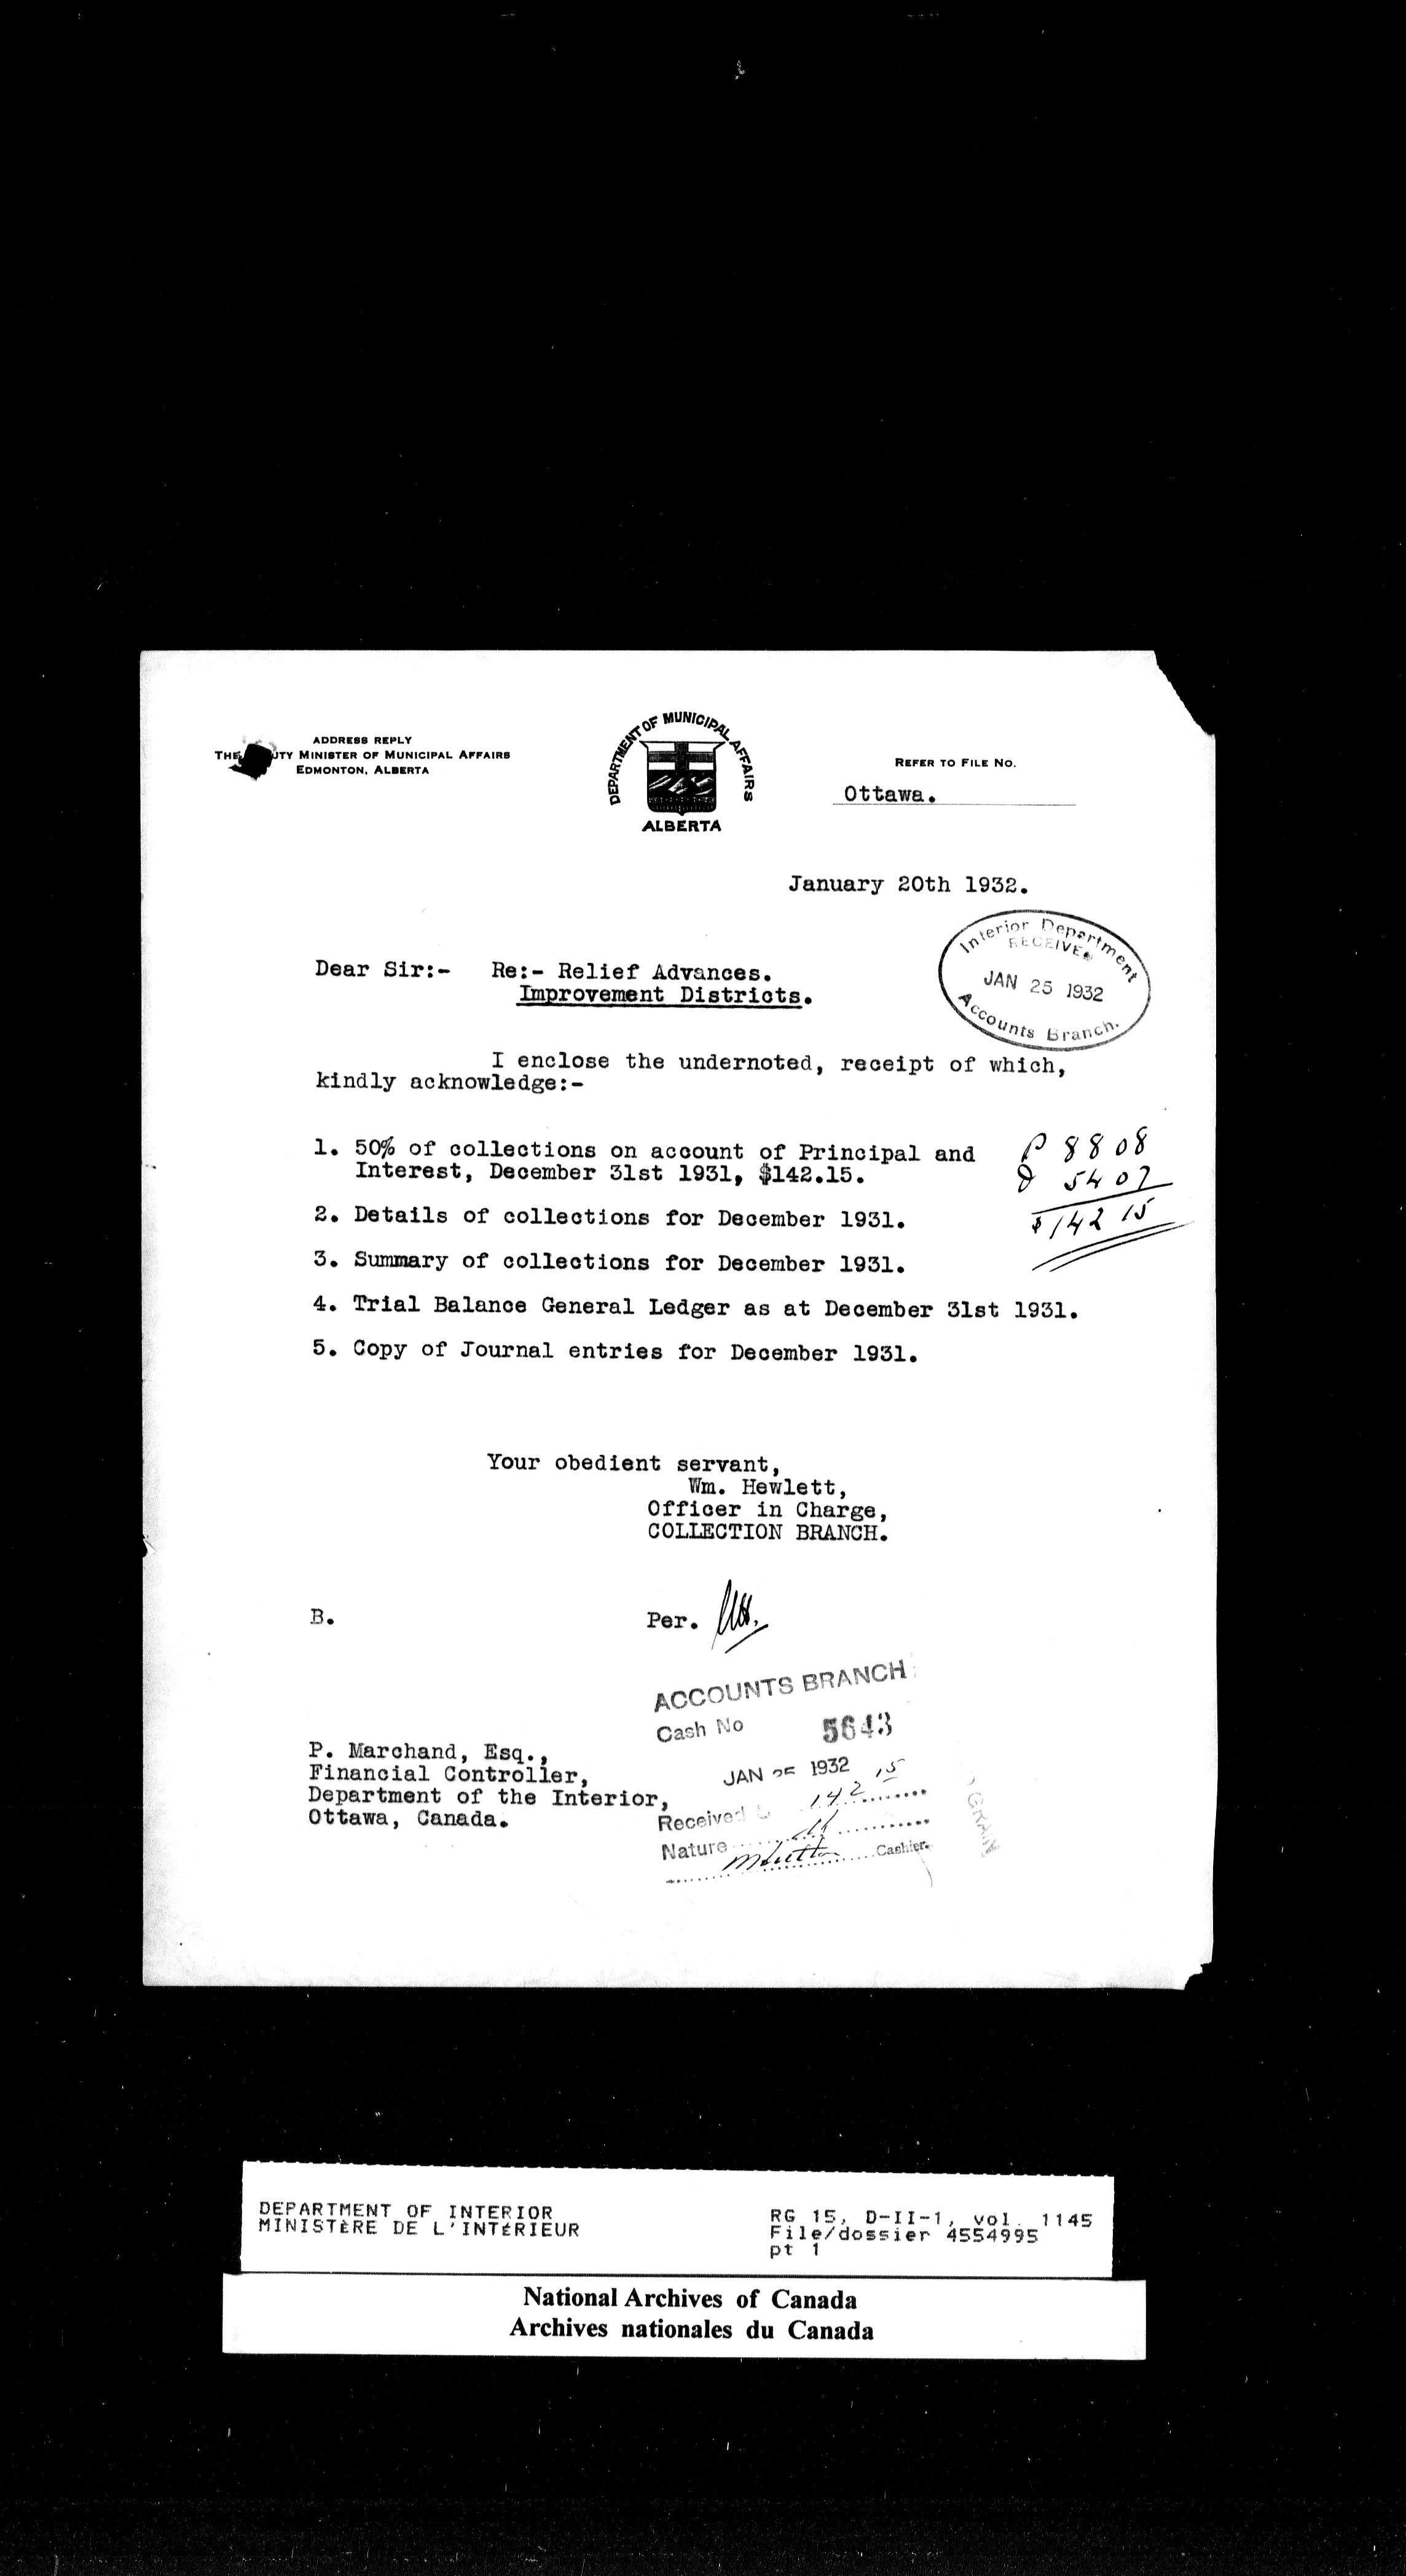 ADDRESS REPLY
THE UTY MINISTER OF MUNICIPAL AFFAIRS
EDMONTON, ALBERTA
DEPARTMENT OF MUNICIPAL AFFAIRS
ALBERTA
REFER TO FILE NO.
Ottawa.
January 20th 1932.
Interior Department
RECEIVED
JAN 25 1932
Accounts Branch.
Dear Sir:- Re:- Relief Advances.
Improvement Districts.
I enclose the undernoted, receipt of which,
kindly acknowledge:-
1. 50% of collections on account of Principal and
Interest, December 31st 1931, $142.15.
P 88 08
54 07
$142 15
2. Details of collections for December 1931.
3. Summary of collections for December 1931.
4. Trial Balance General Ledger as at December 31st 1931.
5. Copy of Journal entries for December 1931.
Your obedient servant,
Wm. Hewlett,
Officer in Charge,
COLLECTION BRANCH.
B.
Per.
ACCOUNTS BRANCH
Cash No 5643
JAN 25 1932
Received 142 15
Nature
Cashier.
P. Marchand, Esq.,
Financial Controller,
Department of the Interior,
Ottawa, Canada.
DEPARTMENT OF INTERIOR
MINISTÈRE DE L'INTÉRIEUR
RG 15, D-II-1, vol. 1145
File/dossier 4554995
pt 1
National Archives of Canada
Archives nationales du Canada